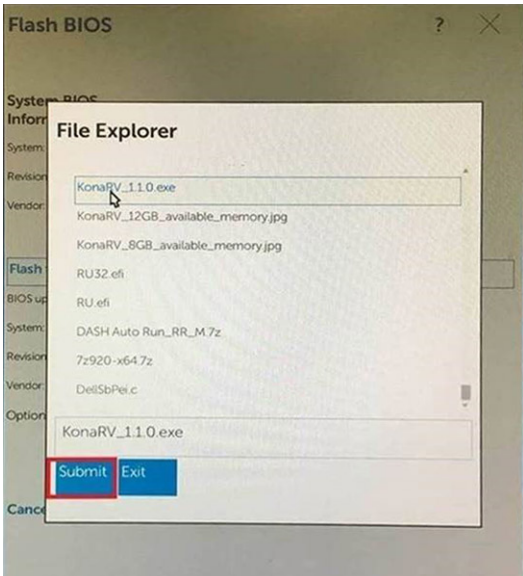 Flash BIOS
?
System BIOS
Infor
System:
Revision
Vendor:
File Explorer
KonaRV_1.1.0.exe
KonaRV_12GB_available_memory.jpg
KonaRV_8GB_available_memory.jpg
RU32.efi
RU.efi
DASH Auto Run_RR_M.7z
7z920-x64.7z
DellSbPei.c
Flash
BIOS up
System:
Revision
Vendor:
Option
KonaRV_1.1.0.exe
Submit
Exit
Cance